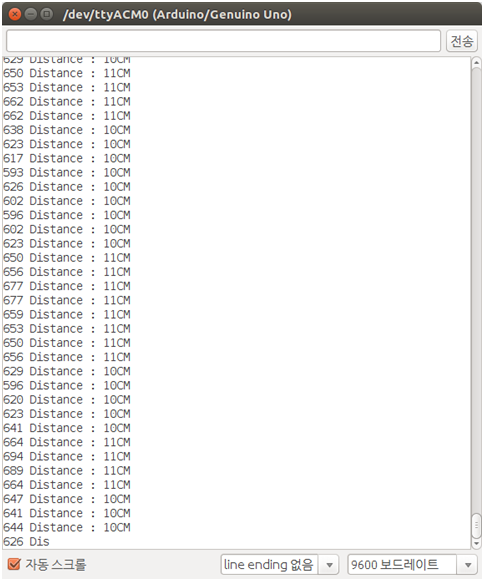 /dev/ttyACM0 (Arduino/Genuino Uno)
전송
629 Distance : 10CM
650 Distance : 11CM
653 Distance : 11CM
662 Distance : 11CM
662 Distance : 11CM
638 Distance : 10CM
623 Distance : 10CM
617 Distance : 10CM
593 Distance : 10CM
626 Distance : 10CM
602 Distance : 10CM
596 Distance : 10CM
602 Distance : 10CM
623 Distance : 10CM
650 Distance : 11CM
656 Distance : 11CM
677 Distance : 11CM
677 Distance : 11CM
659 Distance : 11CM
653 Distance : 11CM
650 Distance : 11CM
656 Distance : 11CM
629 Distance : 10CM
596 Distance : 10CM
620 Distance : 10CM
623 Distance : 10CM
641 Distance : 10CM
664 Distance : 11CM
694 Distance : 11CM
689 Distance : 11CM
664 Distance : 11CM
647 Distance : 10CM
641 Distance : 10CM
644 Distance : 10CM
626 Dis
자동 스크롤 line ending 없음 9600 보드레이트